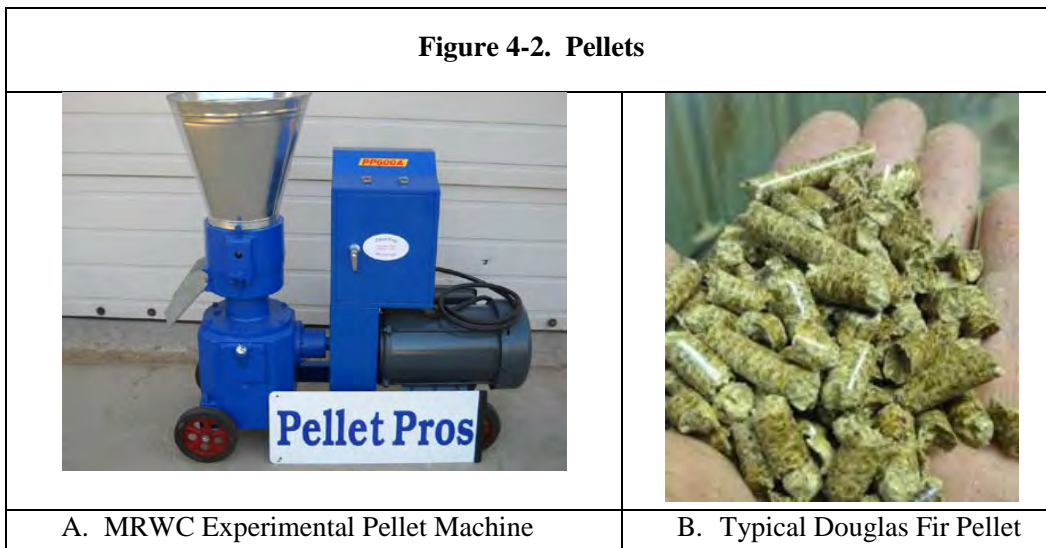 Figure 4-2. Pellets
PP600A
Pellet Pros
A. MRWC Experimental Pellet Machine
B. Typical Douglas Fir Pellet